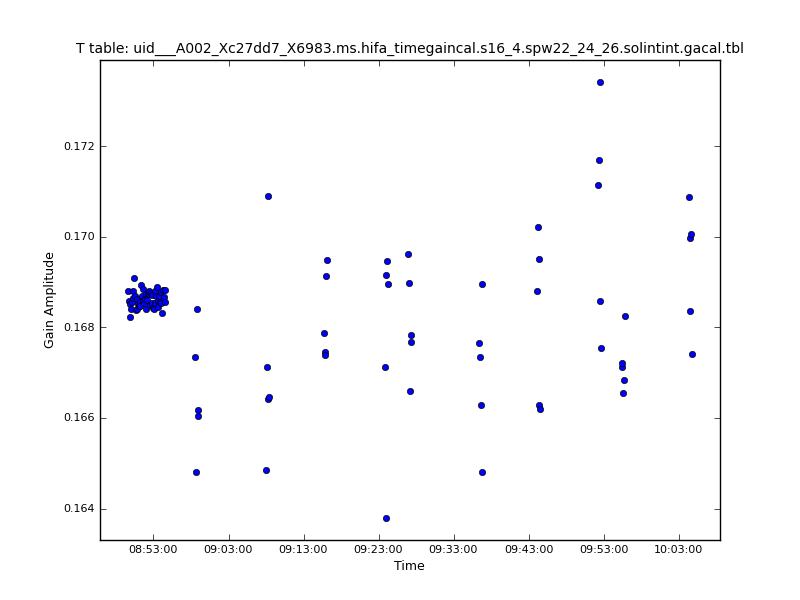 T table: uid___A002_Xc27dd7_X6983.ms.hifa_timegaincal.s16_4.spw22_24_26.solintint.gacal.tbl
0.172
0.170
0.168
0.166
0.164
Gain Amplitude
08:53:00 09:03:00 09:13:00 09:23:00 09:33:00 09:43:00 09:53:00 10:03:00
Time